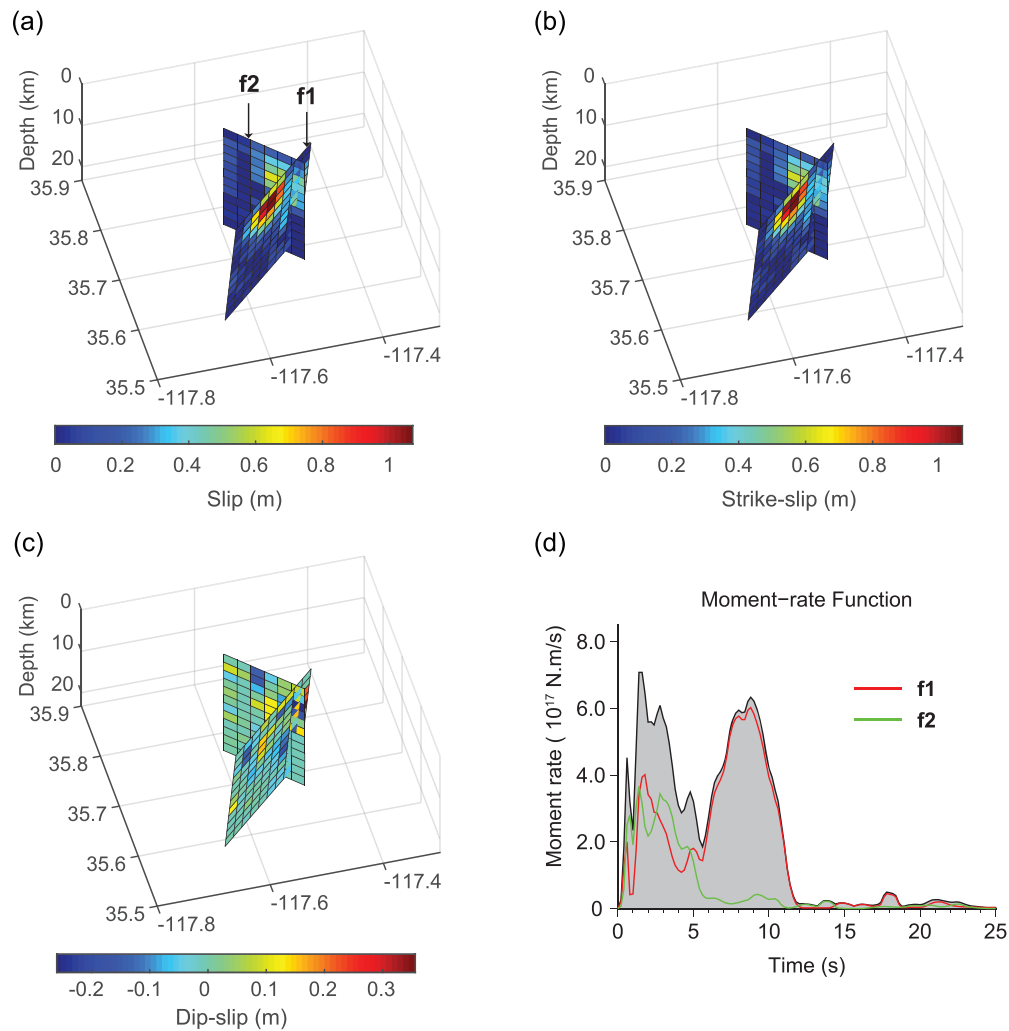 (a)
Depth (km)
0
10
20
35.9
35.8
35.7
35.6
35.5
-117.8
-117.6
-117.4
f2
f1
0 0.2 0.4 0.6 0.8 1
Slip (m)
(b)
Depth (km)
0
10
20
35.9
35.8
35.7
35.6
35.5
-117.8
-117.6
-117.4
0 0.2 0.4 0.6 0.8 1
Strike-slip (m)
(c)
Depth (km)
0
10
20
35.9
35.8
35.7
35.6
35.5
-117.8
-117.6
-117.4
-0.2 -0.1 0 0.1 0.2 0.3
Dip-slip (m)
(d)
Moment−rate Function
Moment rate ( 10¹⁷ N.m/s)
8.0
6.0
4.0
2.0
0
f1
f2
0 5 10 15 20 25
Time (s)